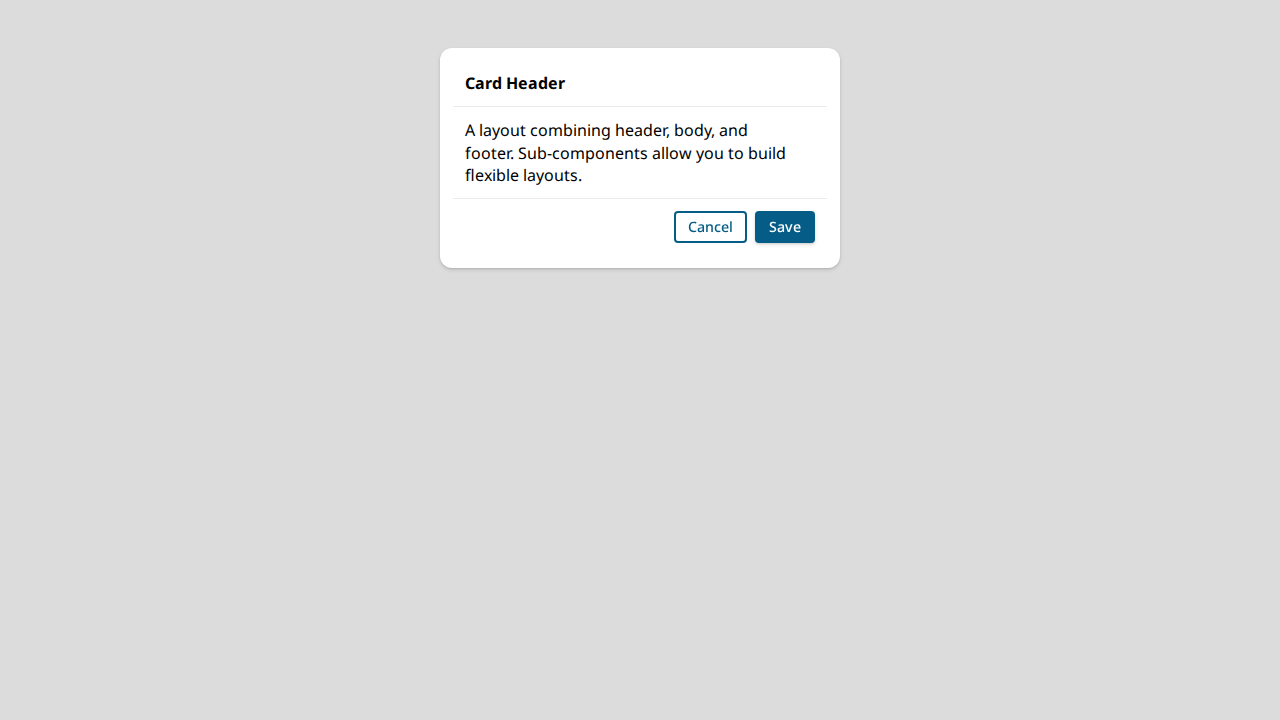 Card Header
A layout combining header, body, and
footer. Sub-components allow you to build
flexible layouts.
Cancel Save